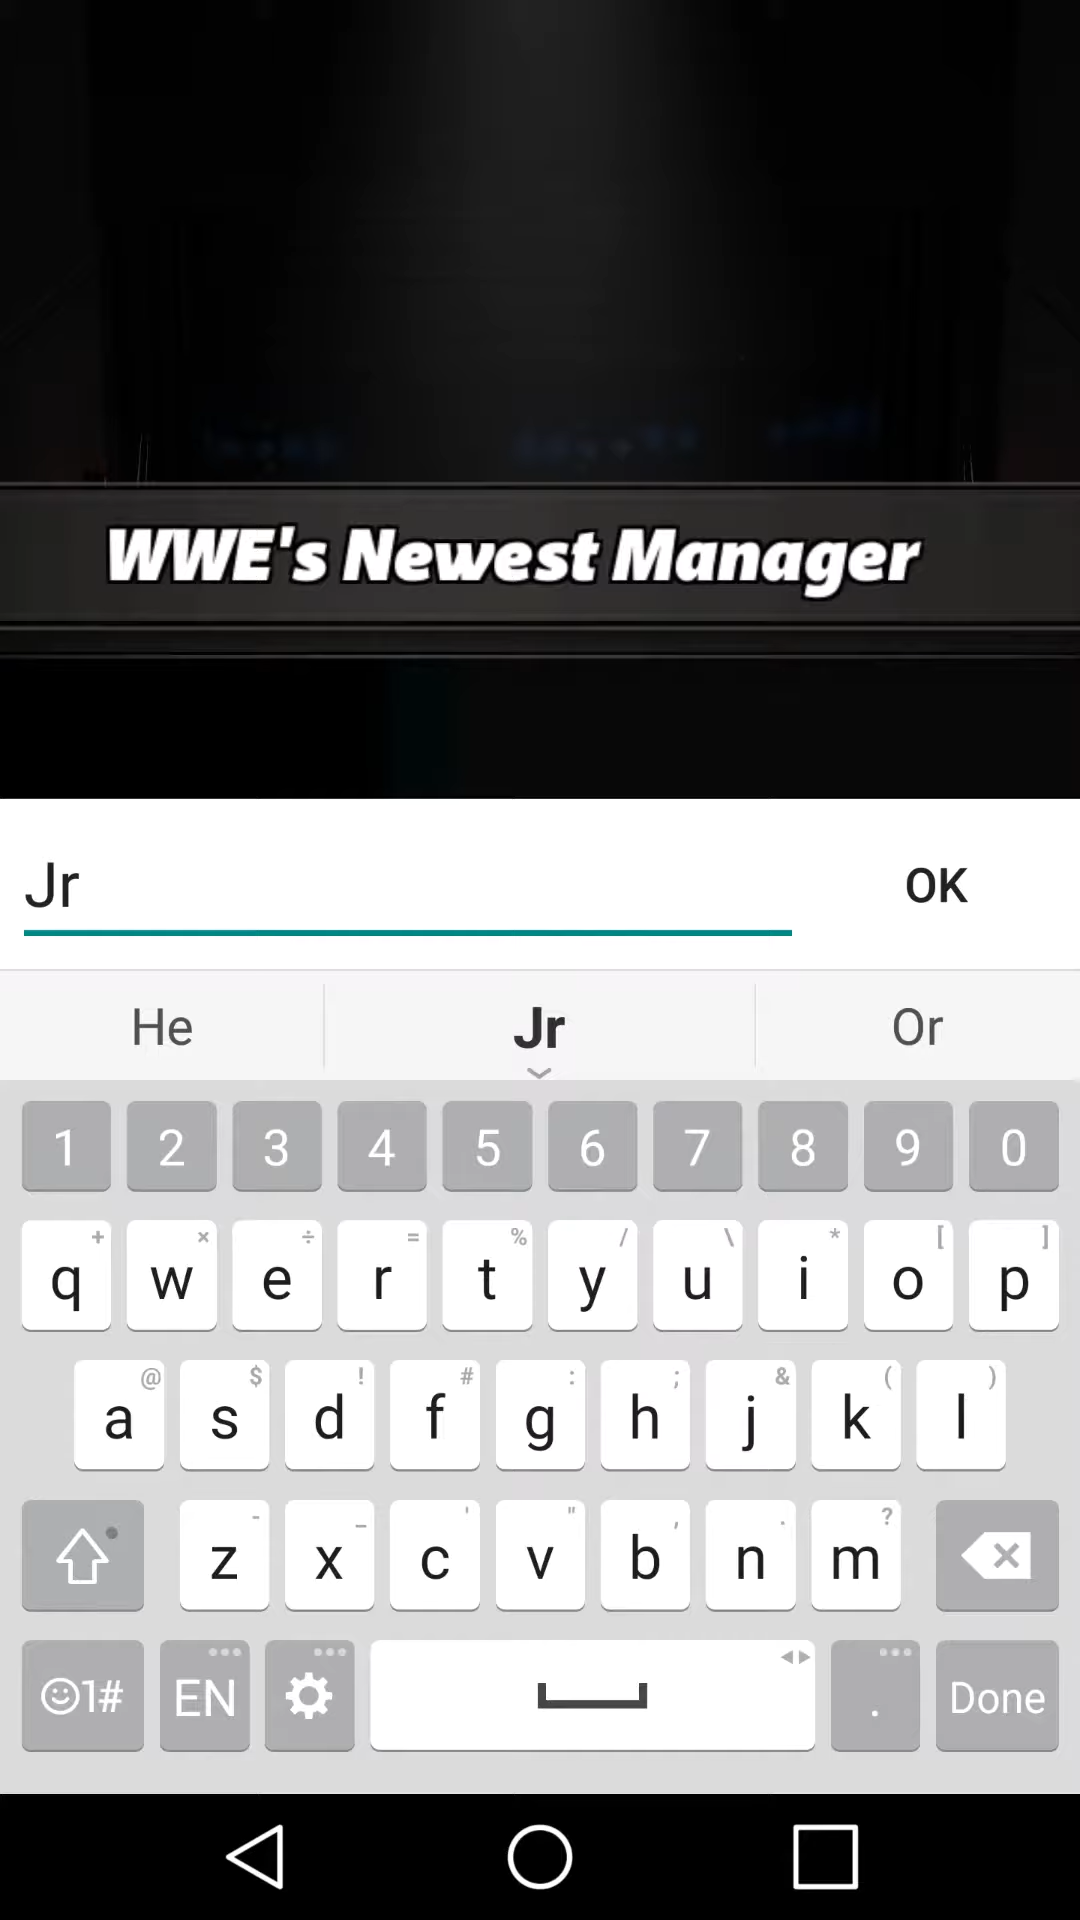 WWE's Newest Manager
Jr
OK
He
Jr
Or
1 2 3 4 5 6 7 8 9 0
+ × ÷ = % / \ * [ ]
q w e r t y u i o p
@ $ ! # : ; & ( )
a s d f g h j k l
- _ ' " , . ?
z x c v b n m
1# EN . Done